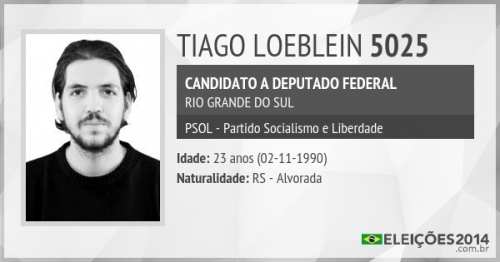 TIAGO LOEBLEIN 5025
CANDIDATO A DEPUTADO FEDERAL
RIO GRANDE DO SUL
PSOL - Partido Socialismo e Liberdade
Idade: 23 anos (02-11-1990)
Naturalidade: RS - Alvorada
ELEIÇÕES2014
.com.br